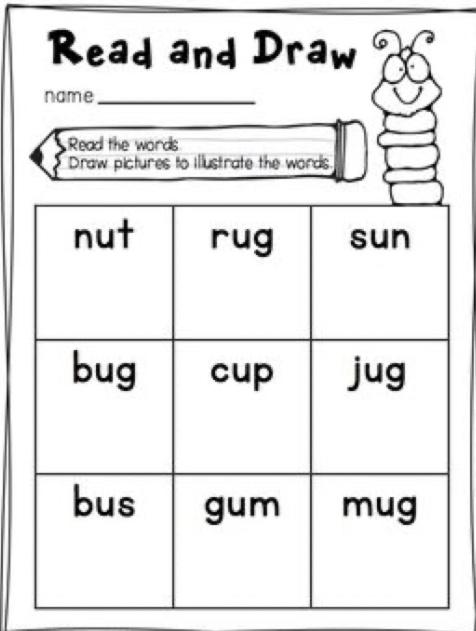 Read and Draw
name
Read the words.
Draw pictures to illustrate the words.
nut rug sun
bug cup jug
bus gum mug